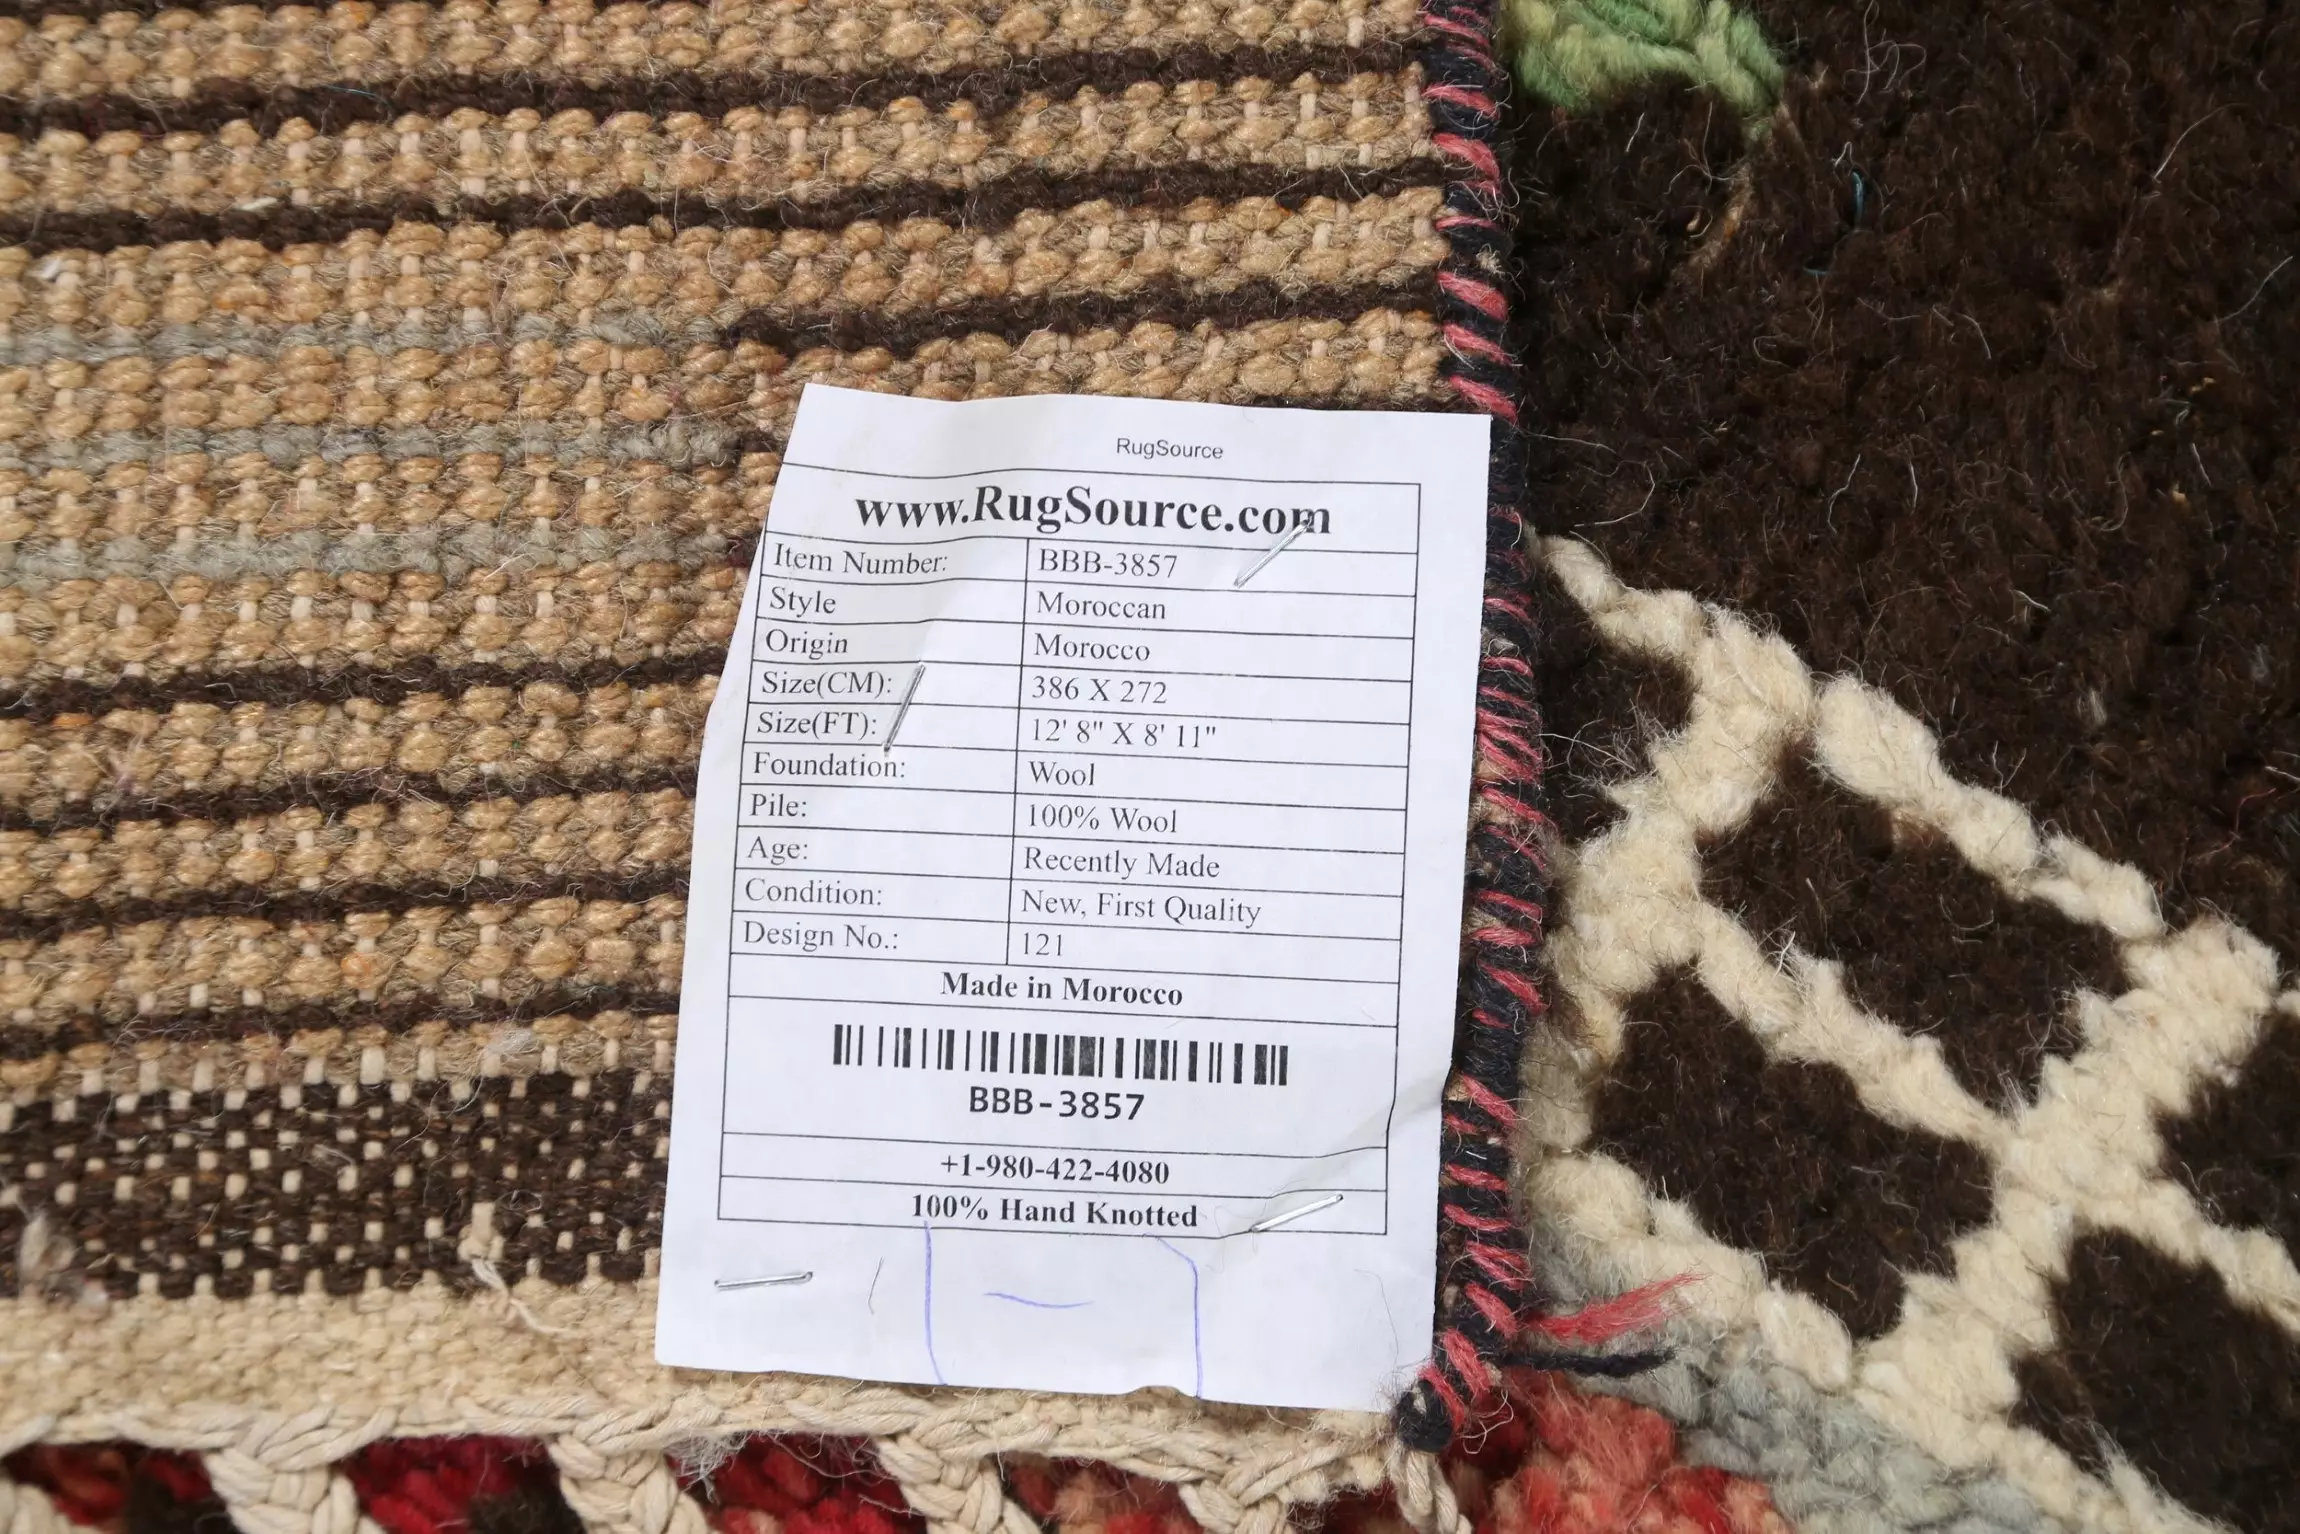 RugSource
www.RugSource.com
Item Number: BBB-3857
Style Moroccan
Origin Morocco
Size(CM): 386 X 272
Size(FT): 12' 8" X 8' 11"
Foundation: Wool
Pile: 100% Wool
Age: Recently Made
Condition: New, First Quality
Design No.: 121
Made in Morocco
BBB-3857
+1-980-422-4080
100% Hand Knotted